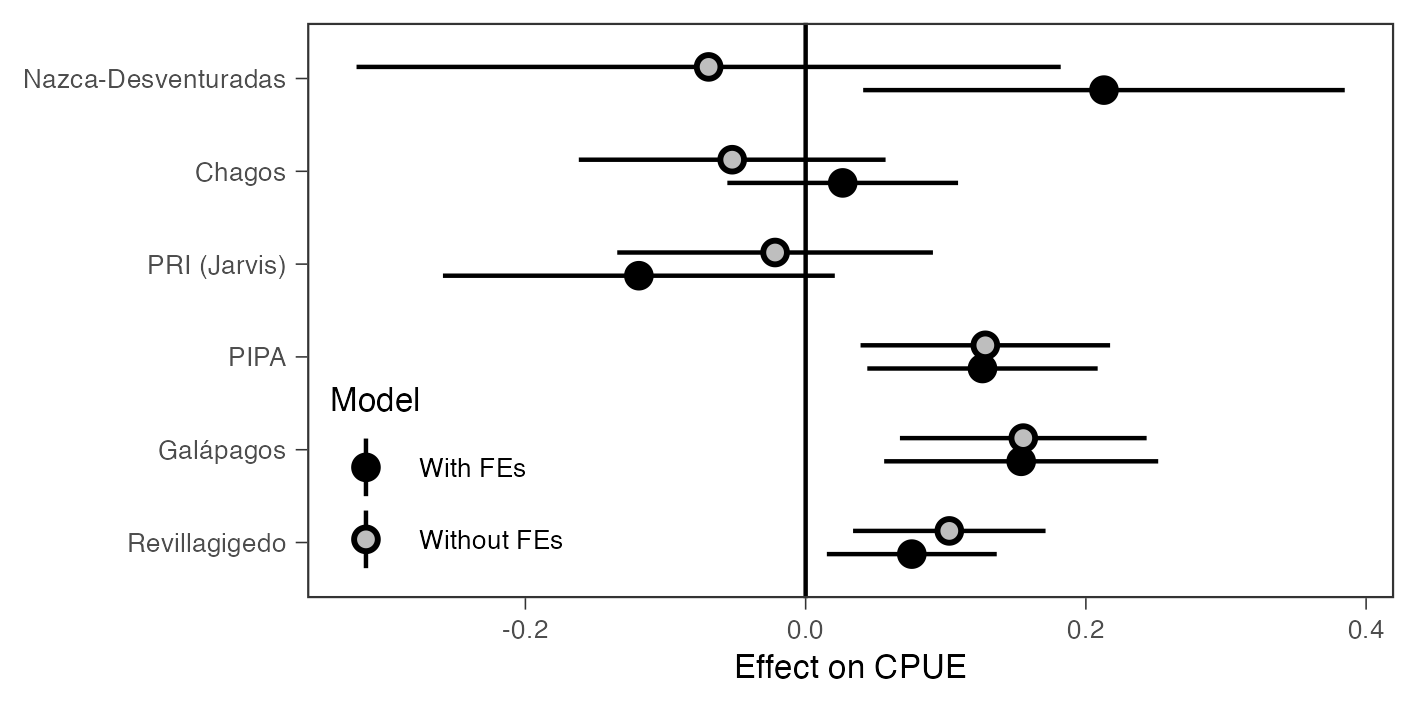 Nazca-Desventuradas
Chagos
PRI (Jarvis)
PIPA
Galápagos
Revillagigedo
Model
With FEs
Without FEs
-0.2
0.0
0.2
0.4
Effect on CPUE